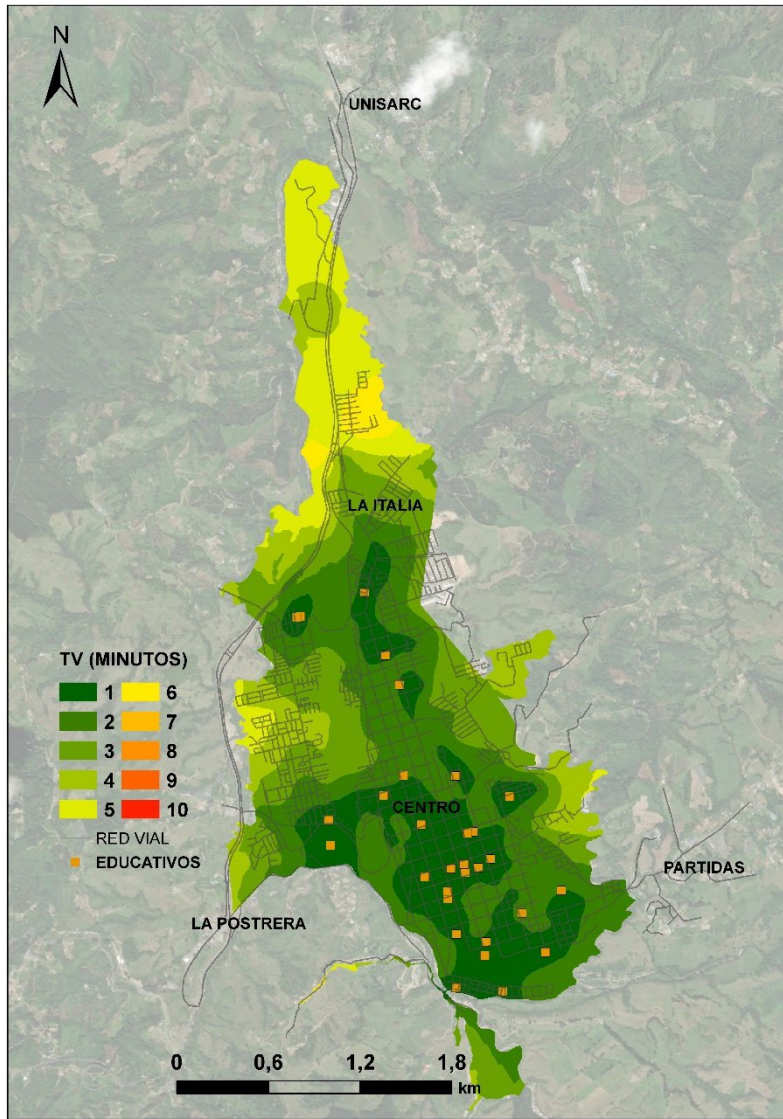 N
UNISARC
LA ITALIA
TV (MINUTOS)
1 6
2 7
3 8
4 9
5 10
RED VIAL
EDUCATIVOS
CENTRO
PARTIDAS
LA POSTRERA
0 0,6 1,2 1,8
km